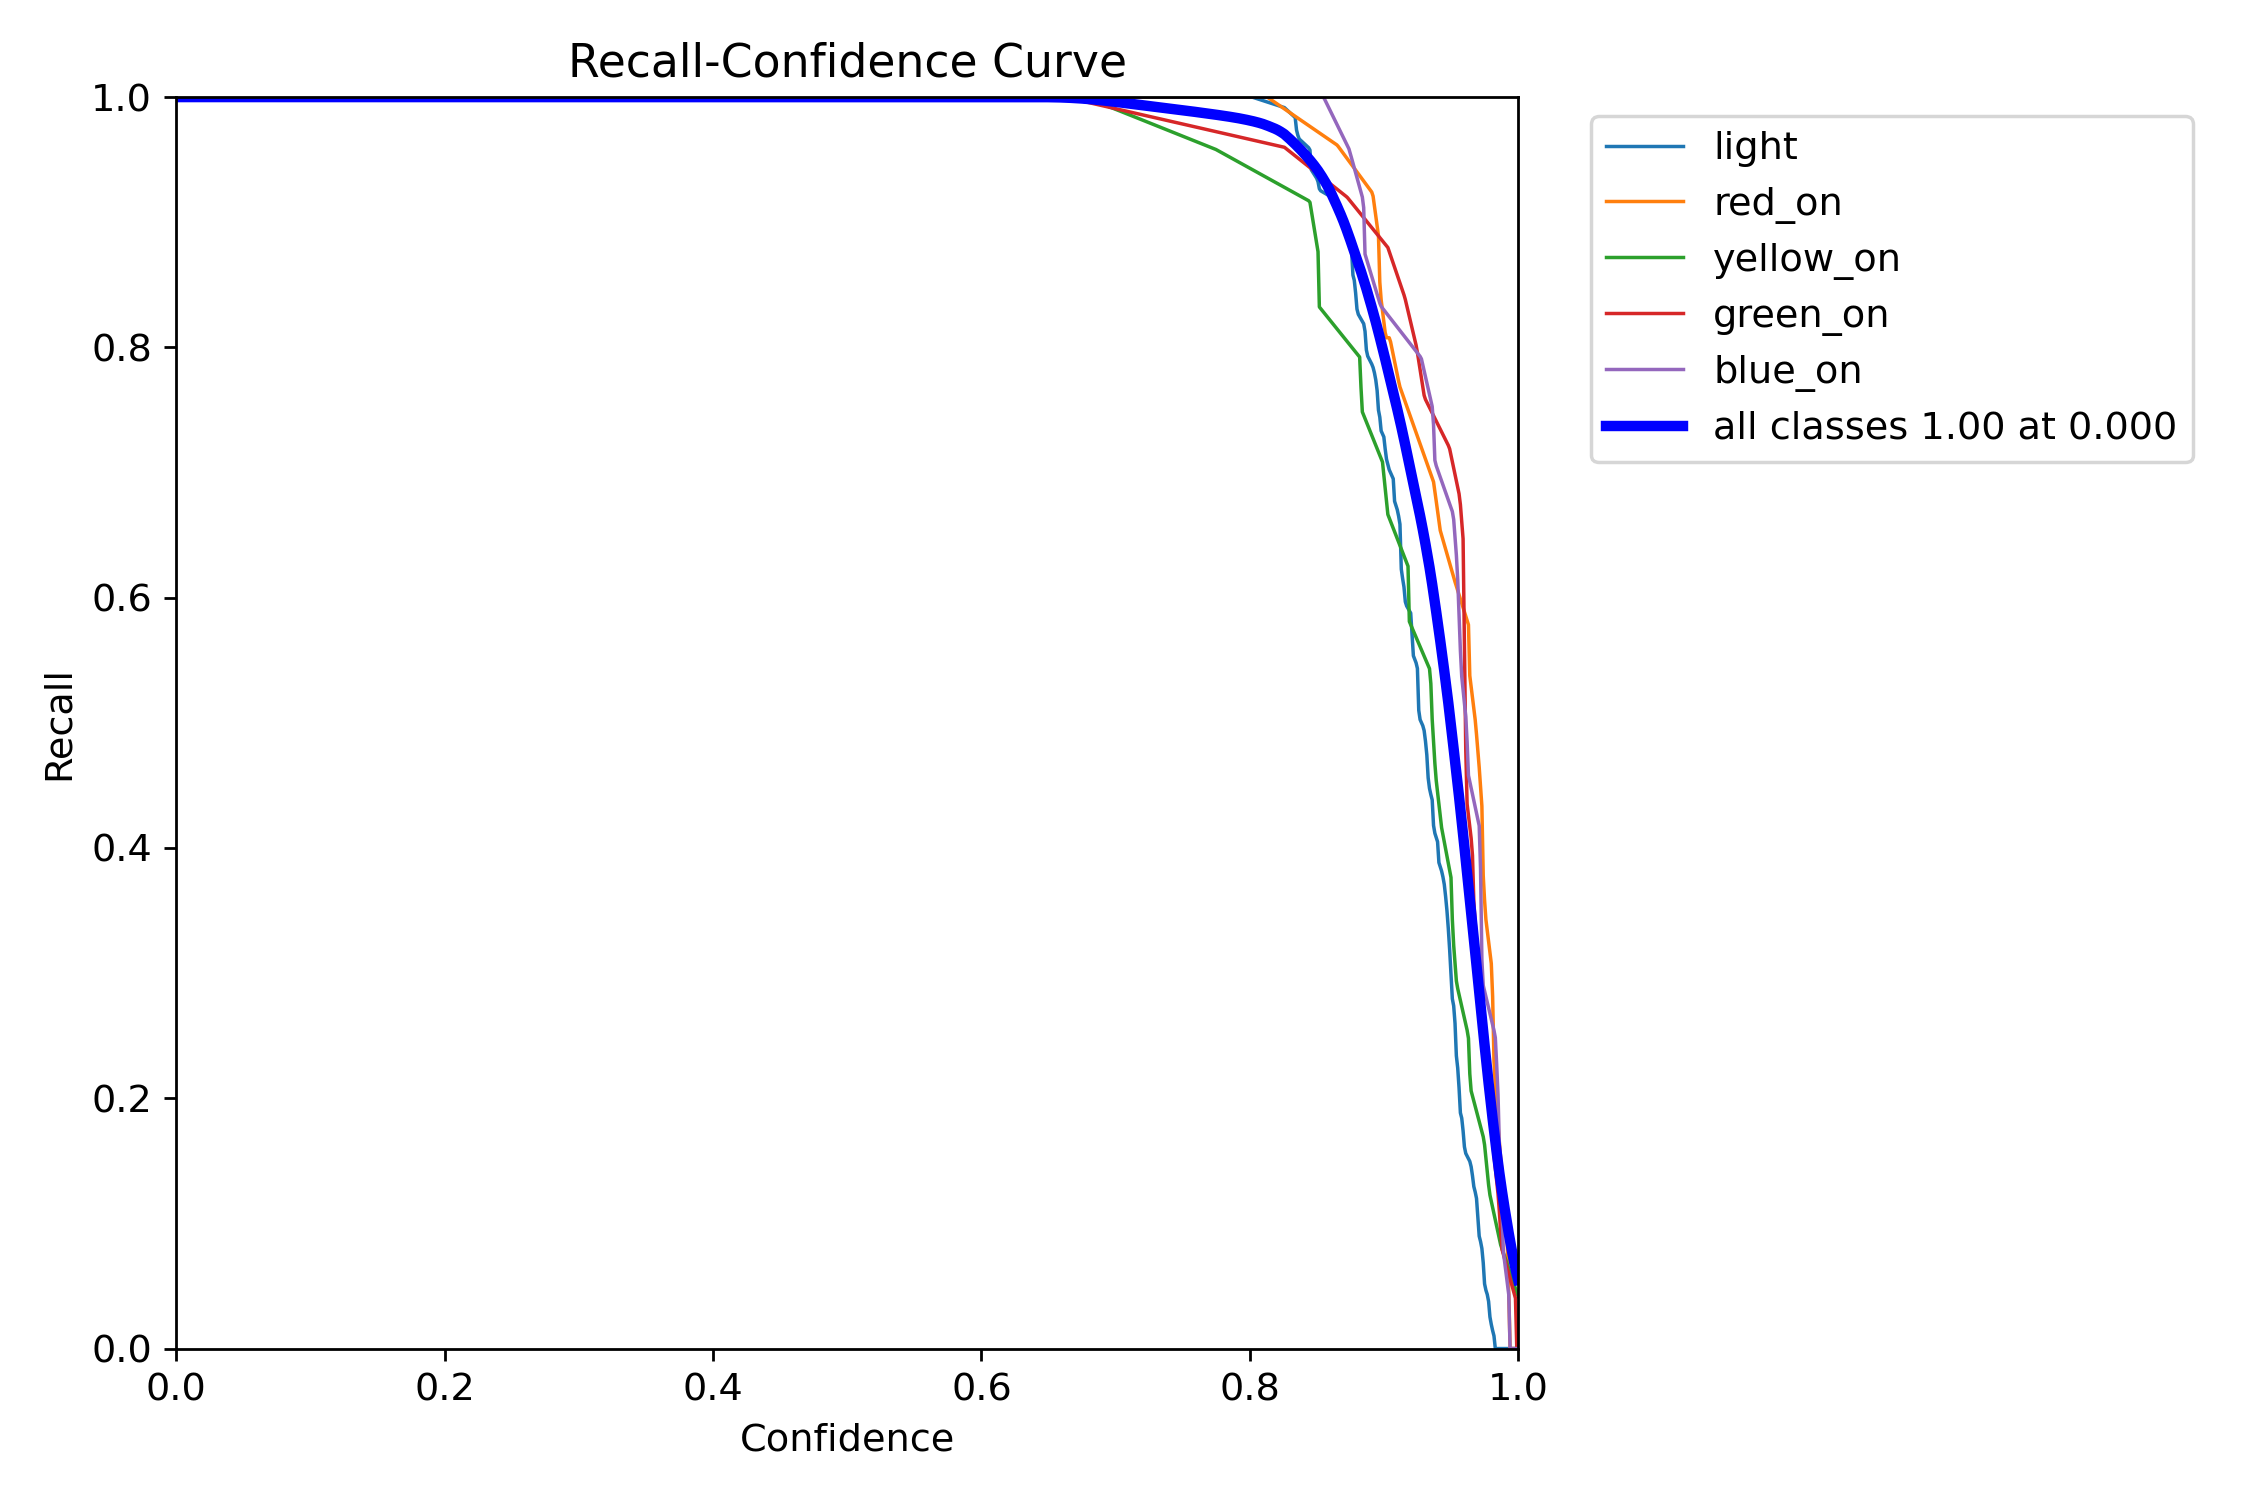 Recall-Confidence Curve
1.0
0.8
0.6
0.4
0.2
0.0
Recall
0.0 0.2 0.4 0.6 0.8 1.0
Confidence
light
red_on
yellow_on
green_on
blue_on
all classes 1.00 at 0.000